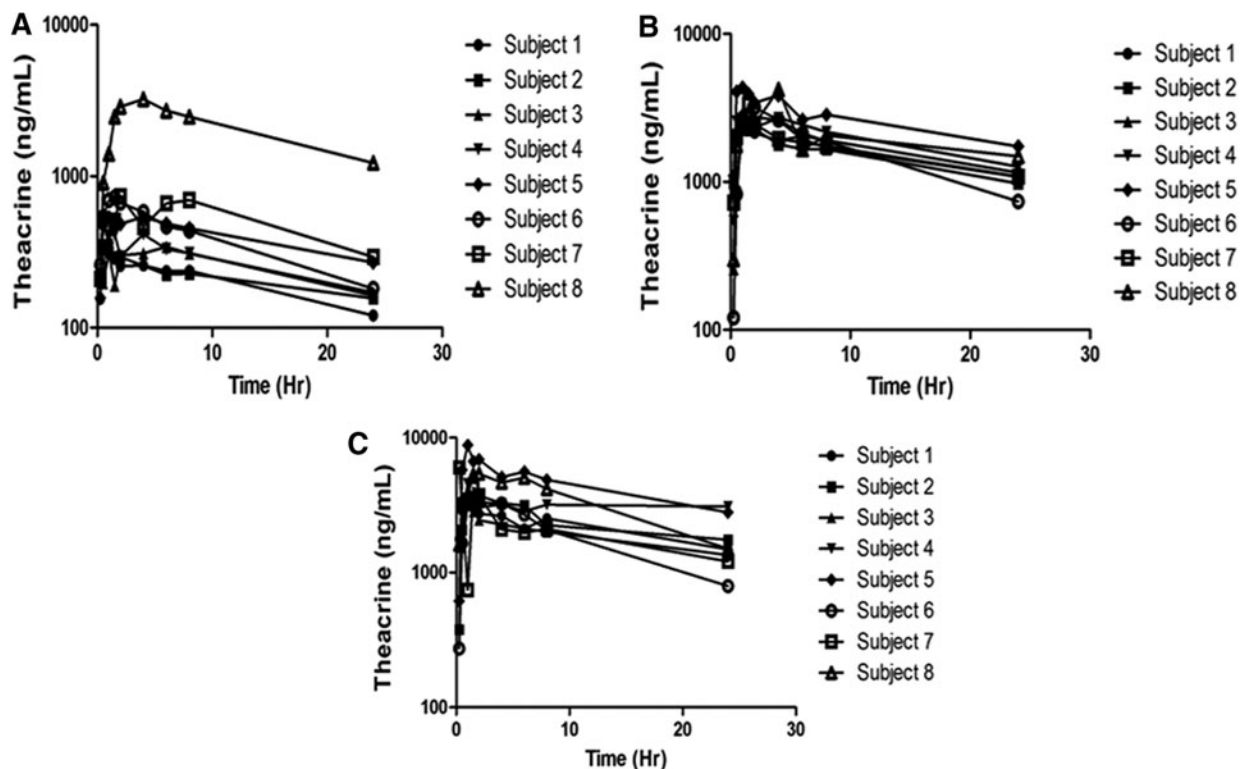 A
Theacrine (ng/mL)
10000
1000
100
0
10
20
30
Time (Hr)
Subject 1
Subject 2
Subject 3
Subject 4
Subject 5
Subject 6
Subject 7
Subject 8
B
Theacrine (ng/mL)
10000
1000
100
0
10
20
30
Time (Hr)
Subject 1
Subject 2
Subject 3
Subject 4
Subject 5
Subject 6
Subject 7
Subject 8
C
Theacrine (ng/mL)
10000
1000
100
0
10
20
30
Time (Hr)
Subject 1
Subject 2
Subject 3
Subject 4
Subject 5
Subject 6
Subject 7
Subject 8